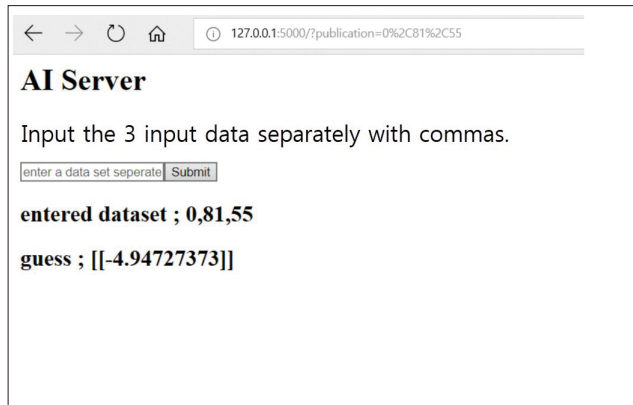 127.0.0.1:5000/?publication=0%2C81%2C55
AI Server
Input the 3 input data separately with commas.
enter a data set seperate Submit
entered dataset ; 0,81,55
guess ; [[-4.94727373]]